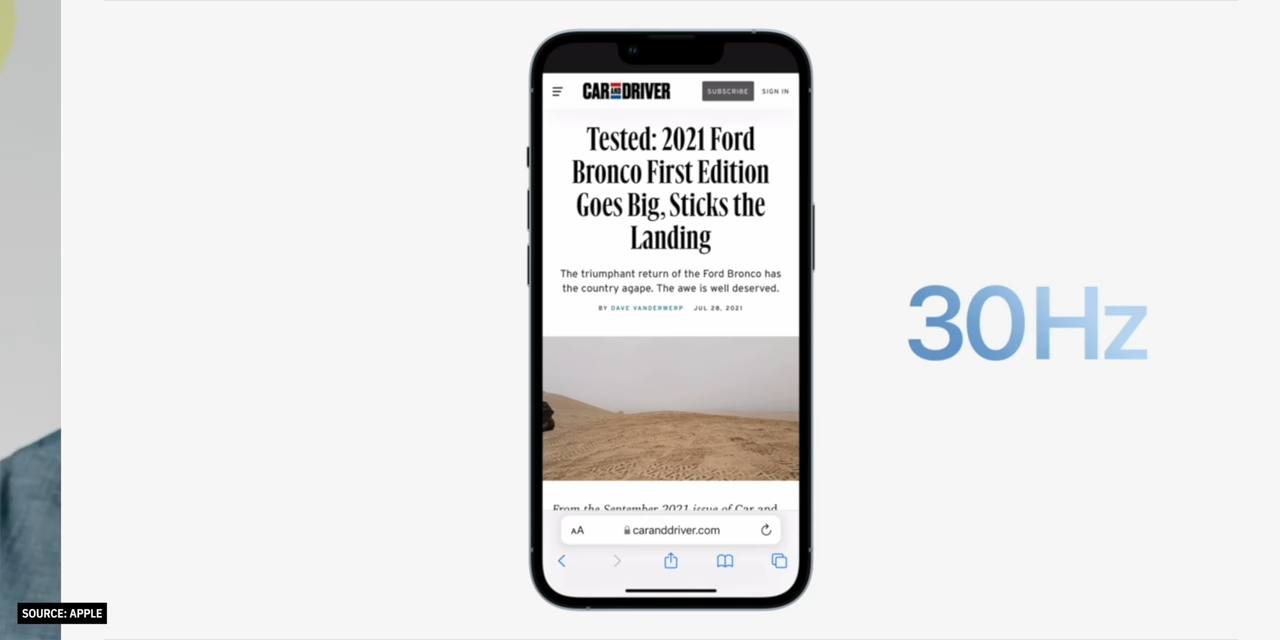 CAR AND DRIVER
SUBSCRIBE
SIGN IN
Tested: 2021 Ford
Bronco First Edition
Goes Big, Sticks the
Landing
The triumphant return of the Ford Bronco has
the country agape. The awe is well deserved.
BY DAVE VANDERWERP JUL 28, 2021
From the September 2021 issue of Car and
AA
caranddriver.com
30Hz
SOURCE: APPLE